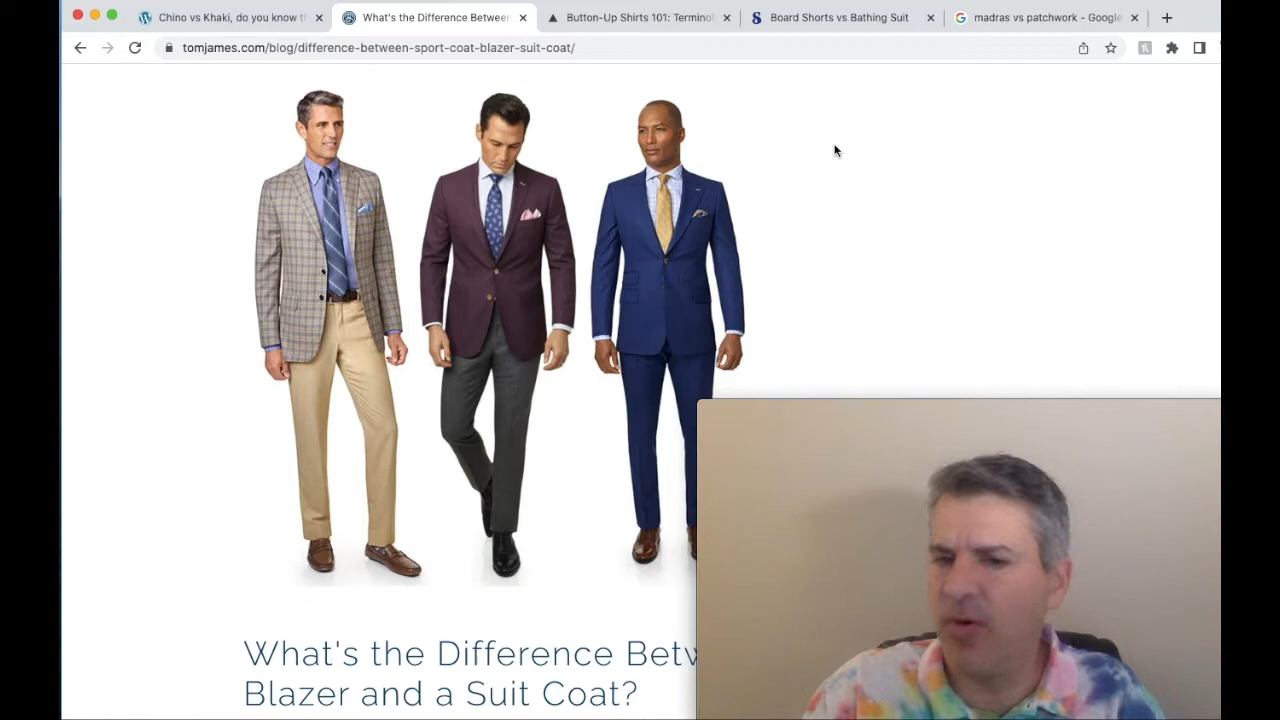 Chino vs Khaki, do you know t
What's the Difference Between
Button-Up Shirts 101: Terminol
Board Shorts vs Bathing Suit
madras vs patchwork - Google
tomjames.com/blog/difference-between-sport-coat-blazer-suit-coat/
What's the Difference Betw
Blazer and a Suit Coat?